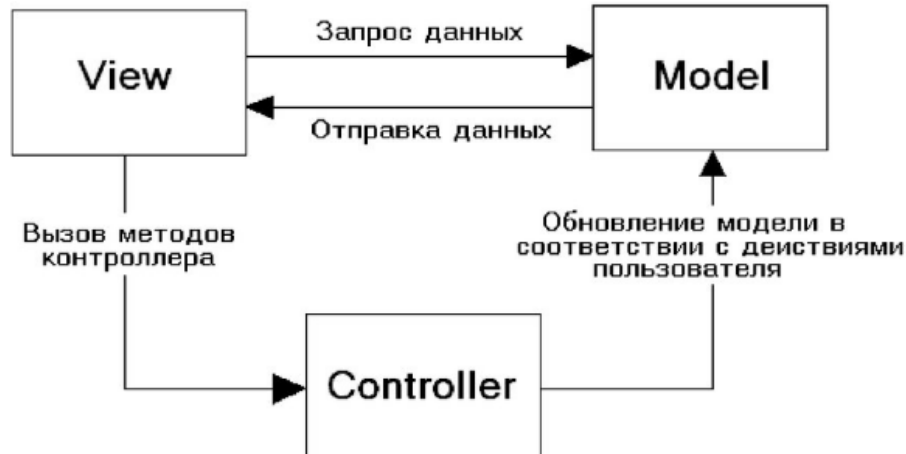 Запрос данных
View
Model
Отправка данных
Вызов методов
контроллера
Обновление модели в
соответствии с деиствиями
пользователя
Controller